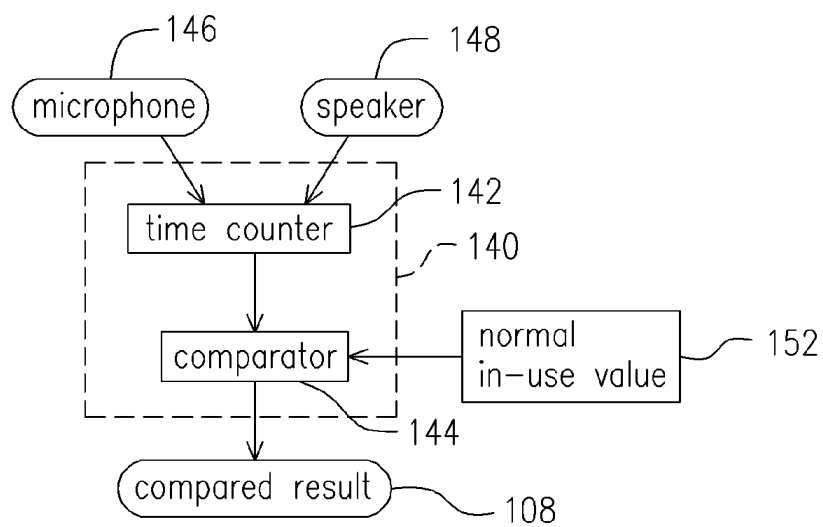 146
148
microphone
speaker
time counter
142
140
comparator
normal
in-use value
152
144
compared result
108